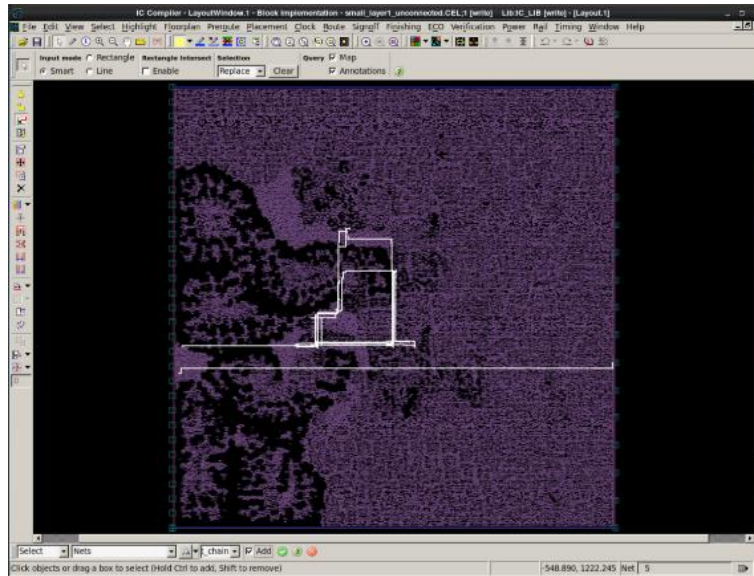 IC Compiler - LayoutWindow.1 - Block Implementation - small_layer1_unconnected.CEL;1 [write]   Lib:IC_LIB [write] - [Layout.1]
File Edit View Select Highlight Floorplan Preroute Placement Clock Route Signoff Finishing ECO Verification Power Rail Timing Window Help
Input mode Rectangle Rectangle Intersect Selection Query Map
Smart Line Enable Replace Clear Annotations
0
Select Nets t_chain Add
Click objects or drag a box to select (Hold Ctrl to add, Shift to remove) -548.890, 1222.245 Net 5